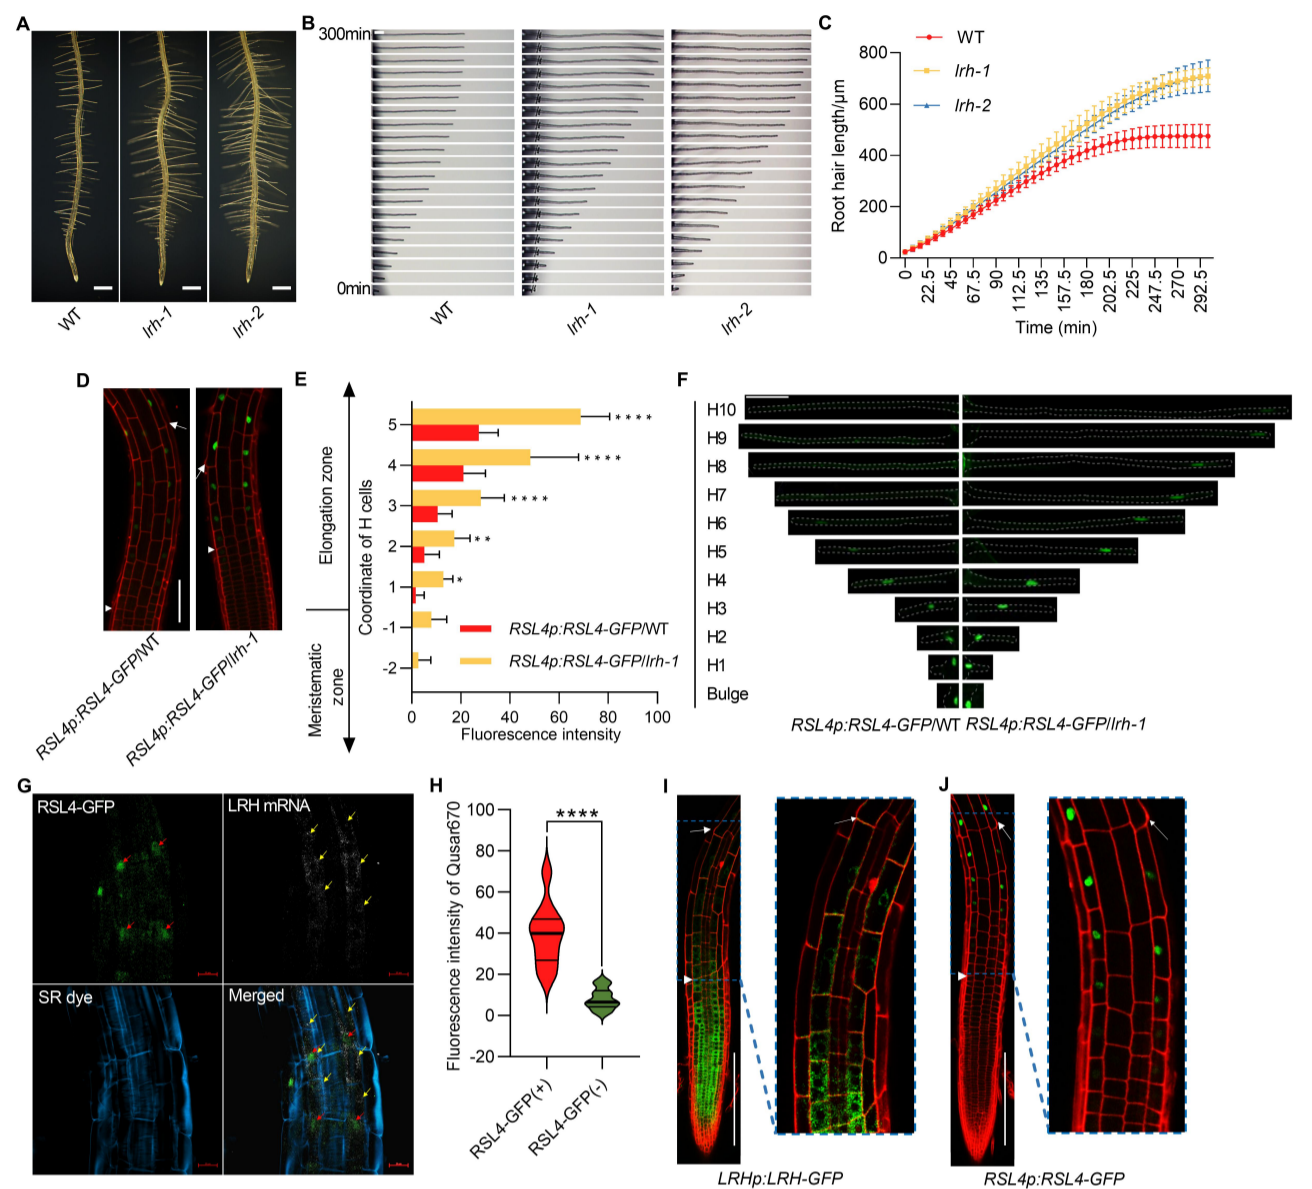 A
WT
lrh-1
lrh-2
B
300min
0min
WT
lrh-1
lrh-2
C
WT
lrh-1
lrh-2
Root hair length/μm
800
600
400
200
0
0
22.5
45
67.5
90
112.5
135
157.5
180
202.5
225
247.5
270
292.5
Time (min)
D
RSL4p:RSL4-GFP/WT
RSL4p:RSL4-GFP/lrh-1
E
Elongation zone
Meristematic
zone
Coordinate of H cells
5
4
3
2
1
-1
-2
****
****
****
**
*
RSL4p:RSL4-GFP/WT
RSL4p:RSL4-GFP/lrh-1
0 20 40 60 80 100
Fluorescence intensity
F
H10
H9
H8
H7
H6
H5
H4
H3
H2
H1
Bulge
RSL4p:RSL4-GFP/WT RSL4p:RSL4-GFP/lrh-1
G
RSL4-GFP
LRH mRNA
SR dye
Merged
H
Fluorescence intensity of Qusar670
100
80
60
40
20
0
-20
****
RSL4-GFP(+)
RSL4-GFP(-)
I
LRHp:LRH-GFP
J
RSL4p:RSL4-GFP